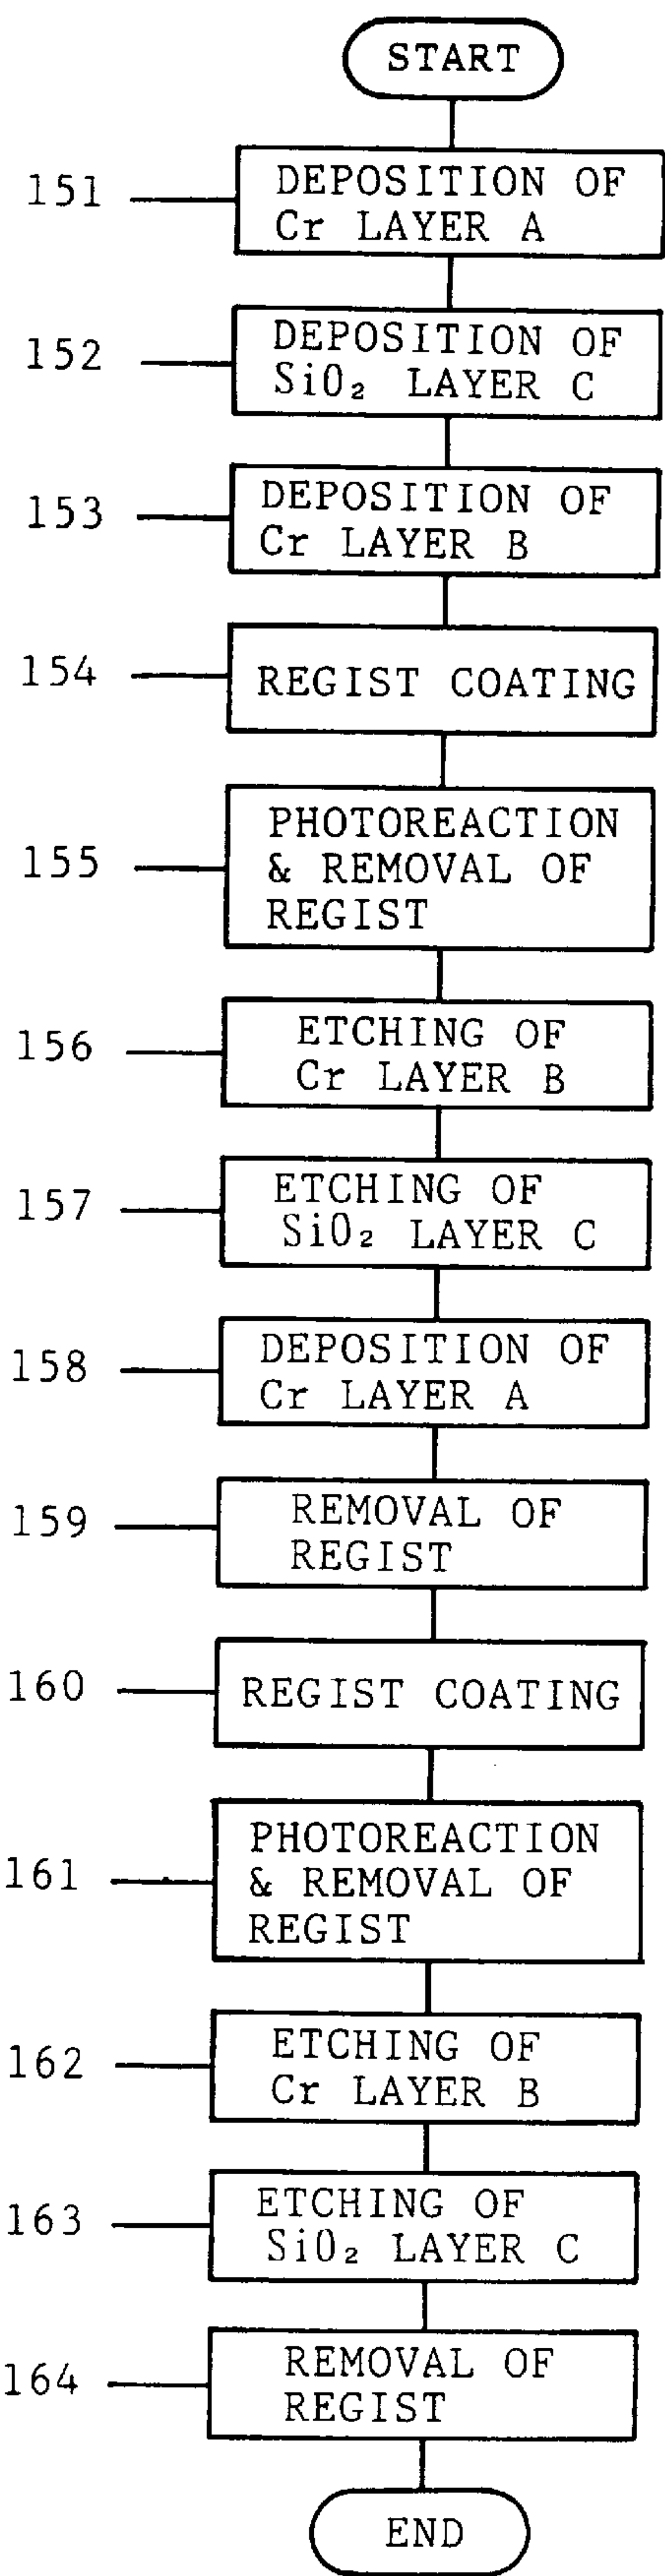 START
151
DEPOSITION OF
Cr LAYER A
152
DEPOSITION OF
SiO₂ LAYER C
153
DEPOSITION OF
Cr LAYER B
154
REGIST COATING
155
PHOTOREACTION
& REMOVAL OF
REGIST
156
ETCHING OF
Cr LAYER B
157
ETCHING OF
SiO₂ LAYER C
158
DEPOSITION OF
Cr LAYER A
159
REMOVAL OF
REGIST
160
REGIST COATING
161
PHOTOREACTION
& REMOVAL OF
REGIST
162
ETCHING OF
Cr LAYER B
163
ETCHING OF
SiO₂ LAYER C
164
REMOVAL OF
REGIST
END